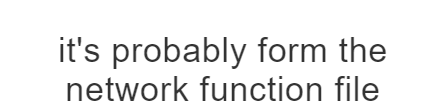 it's probably form the
network function file